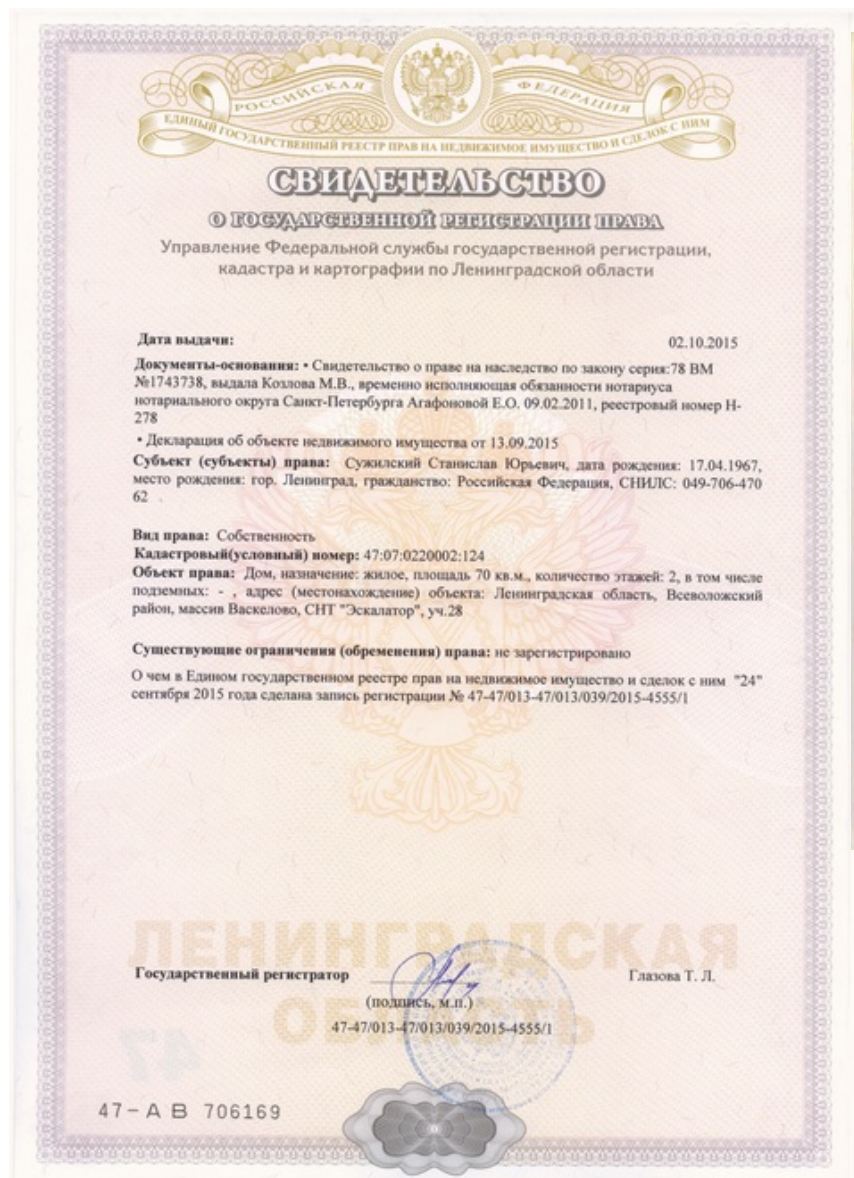 РОССИЙСКАЯ ФЕДЕРАЦИЯ
ЕДИНЫЙ ГОСУДАРСТВЕННЫЙ РЕЕСТР ПРАВ НА НЕДВИЖИМОЕ ИМУЩЕСТВО И СДЕЛОК С НИМ
СВИДЕТЕЛЬСТВО
О ГОСУДАРСТВЕННОЙ РЕГИСТРАЦИИ ПРАВА
Управление Федеральной службы государственной регистрации,
кадастра и картографии по Ленинградской области
Дата выдачи: 02.10.2015
Документы-основания: • Свидетельство о праве на наследство по закону серия:78 ВМ
№1743738, выдала Козлова М.В., временно исполняющая обязанности нотариуса
нотариального округа Санкт-Петербурга Агафоновой Е.О. 09.02.2011, реестровый номер Н-
278
• Декларация об объекте недвижимого имущества от 13.09.2015
Субъект (субъекты) права: Сужилский Станислав Юрьевич, дата рождения: 17.04.1967,
место рождения: гор. Ленинград, гражданство: Российская Федерация, СНИЛС: 049-706-470
62
Вид права: Собственность
Кадастровый(условный) номер: 47:07:0220002:124
Объект права: Дом, назначение: жилое, площадь 70 кв.м., количество этажей: 2, в том числе
подземных: - , адрес (местонахождение) объекта: Ленинградская область, Всеволожский
район, массив Васкелово, СНТ "Эскалатор", уч.28
Существующие ограничения (обременения) права: не зарегистрировано
О чем в Едином государственном реестре прав на недвижимое имущество и сделок с ним "24"
сентября 2015 года сделана запись регистрации № 47-47/013-47/013/039/2015-4555/1
ЛЕНИНГРАДСКАЯ
Государственный регистратор Глазова Т. Л.
(подпись, м.п.)
ОБЛАСТЬ
47-47/013-47/013/039/2015-4555/1
47
47-АВ 706169